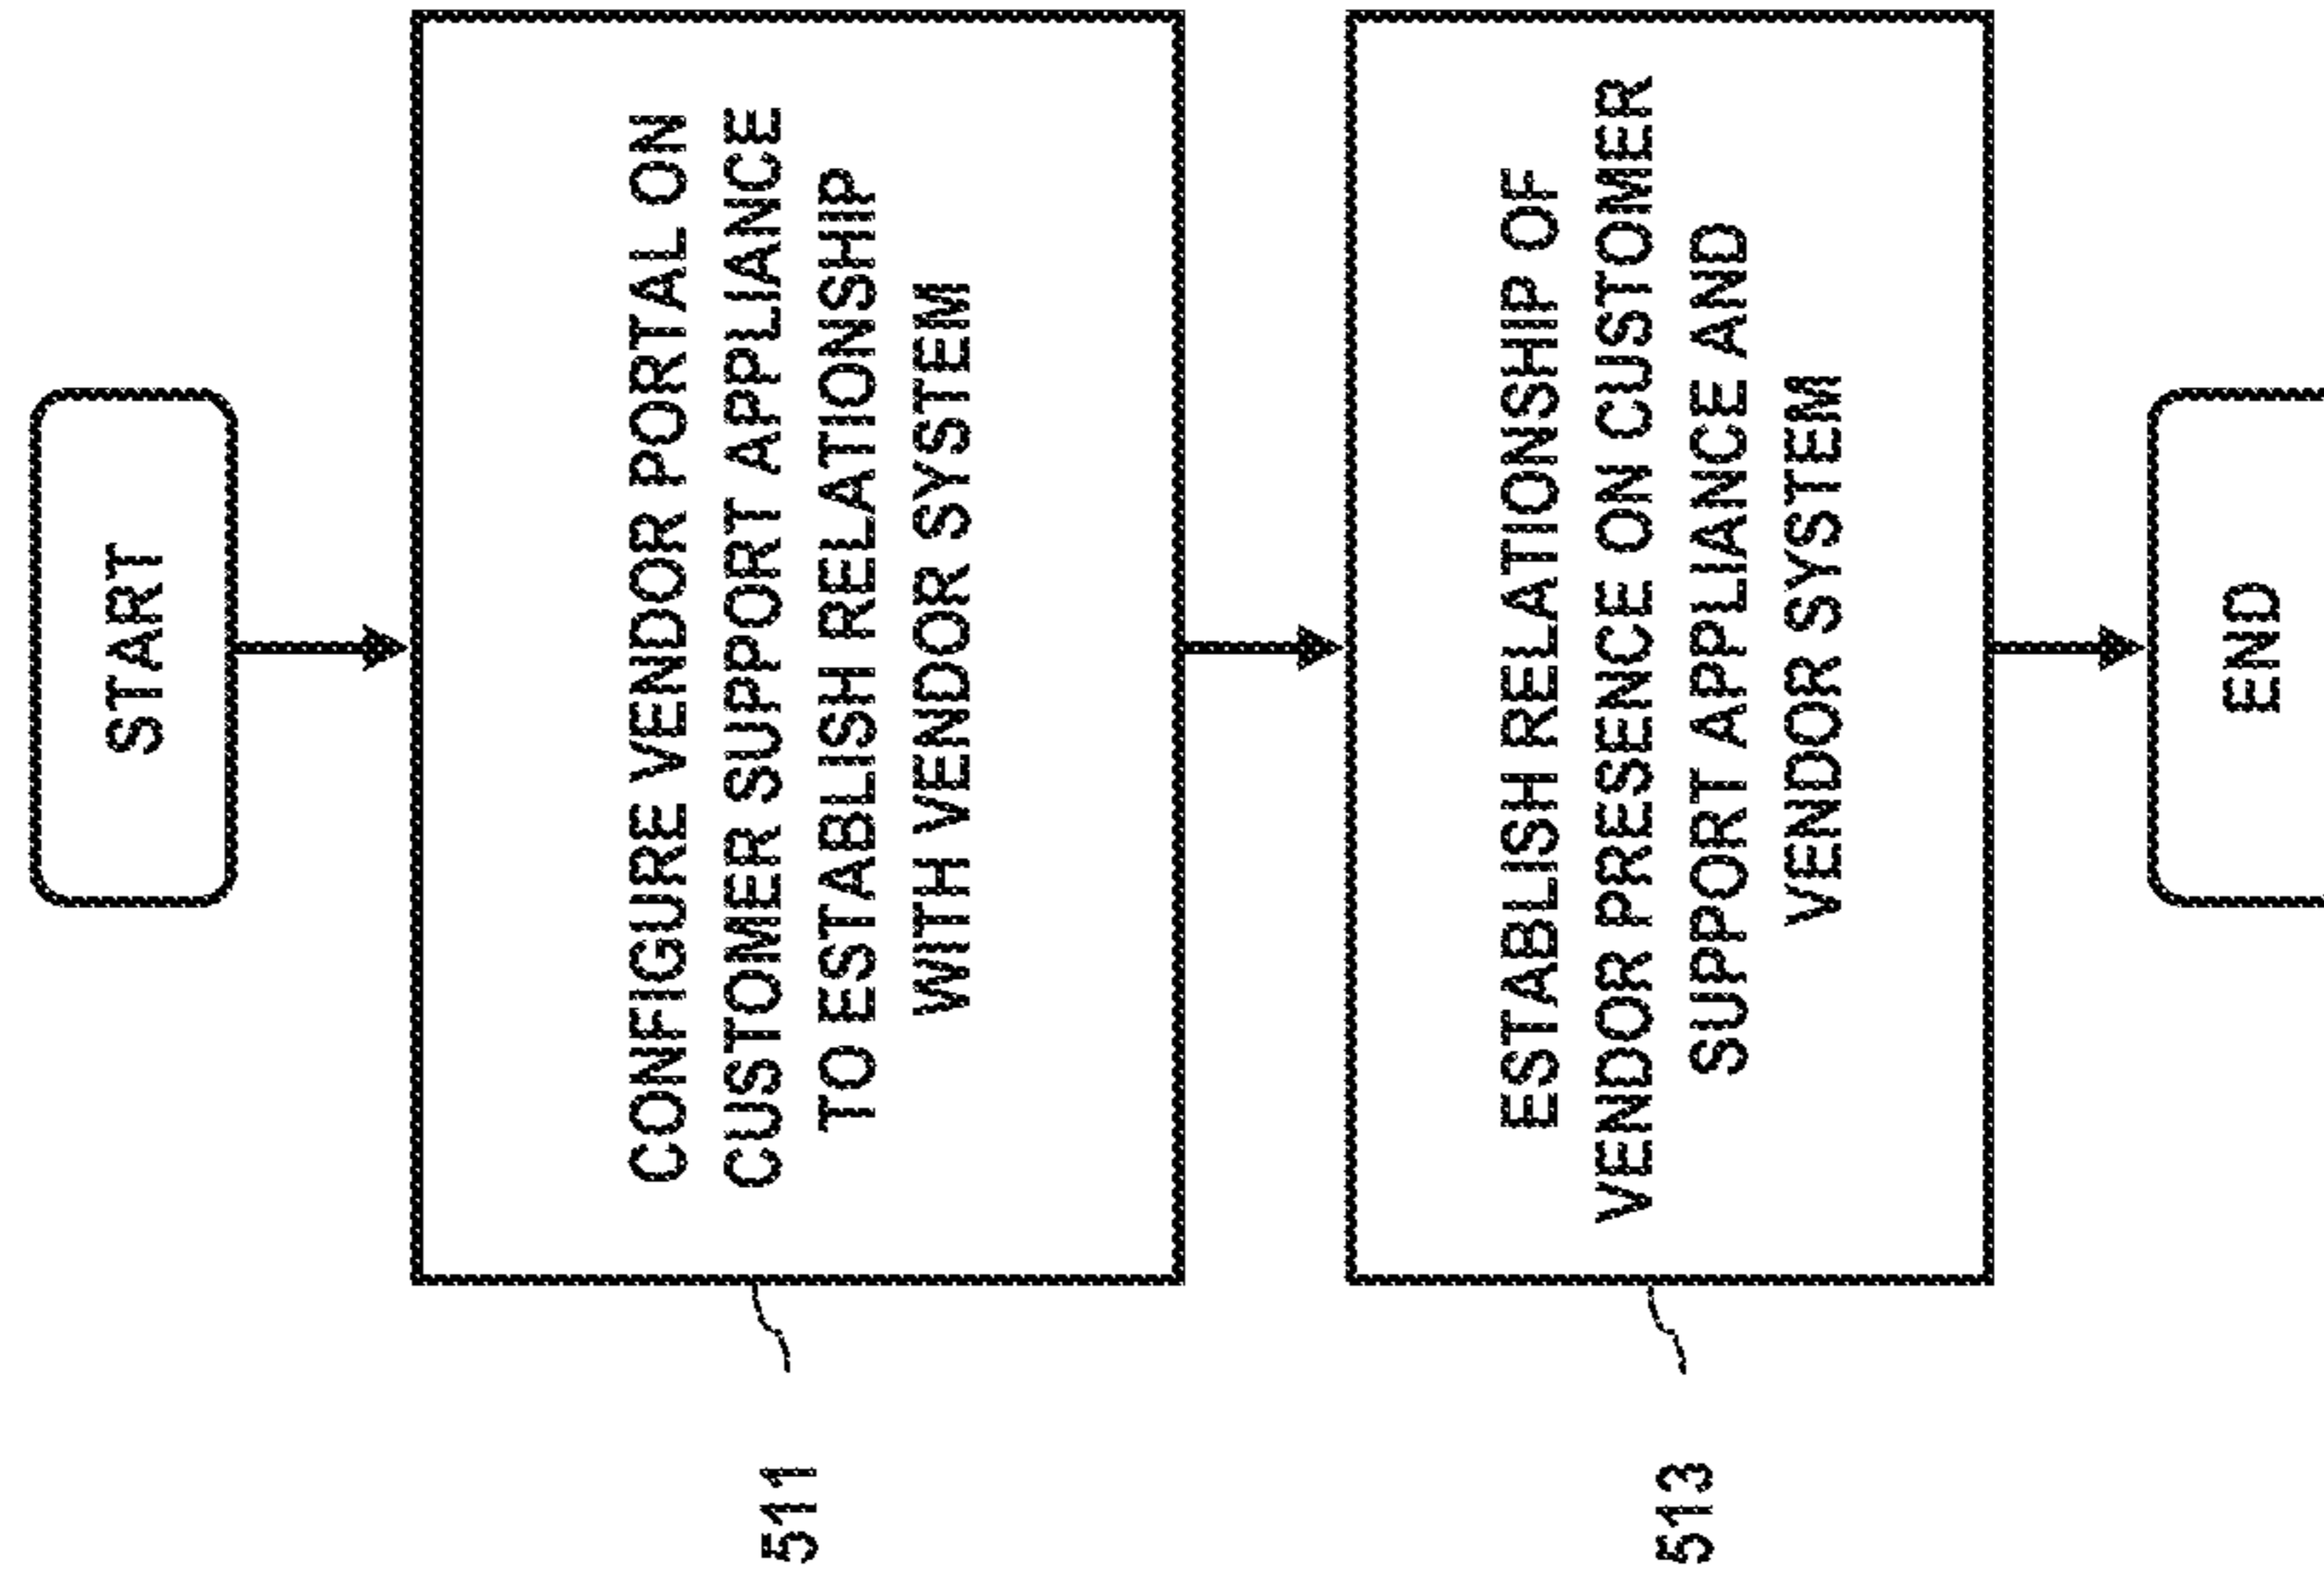 START
CONFIGURE VENDOR PORTAL ON
CUSTOMER SUPPORT APPLIANCE
TO ESTABLISH RELATIONSHIP
WITH VENDOR SYSTEM
511
ESTABLISH RELATIONSHIP OF
VENDOR PRESENCE ON CUSTOMER
SUPPORT APPLIANCE AND
VENDOR SYSTEM
513
END